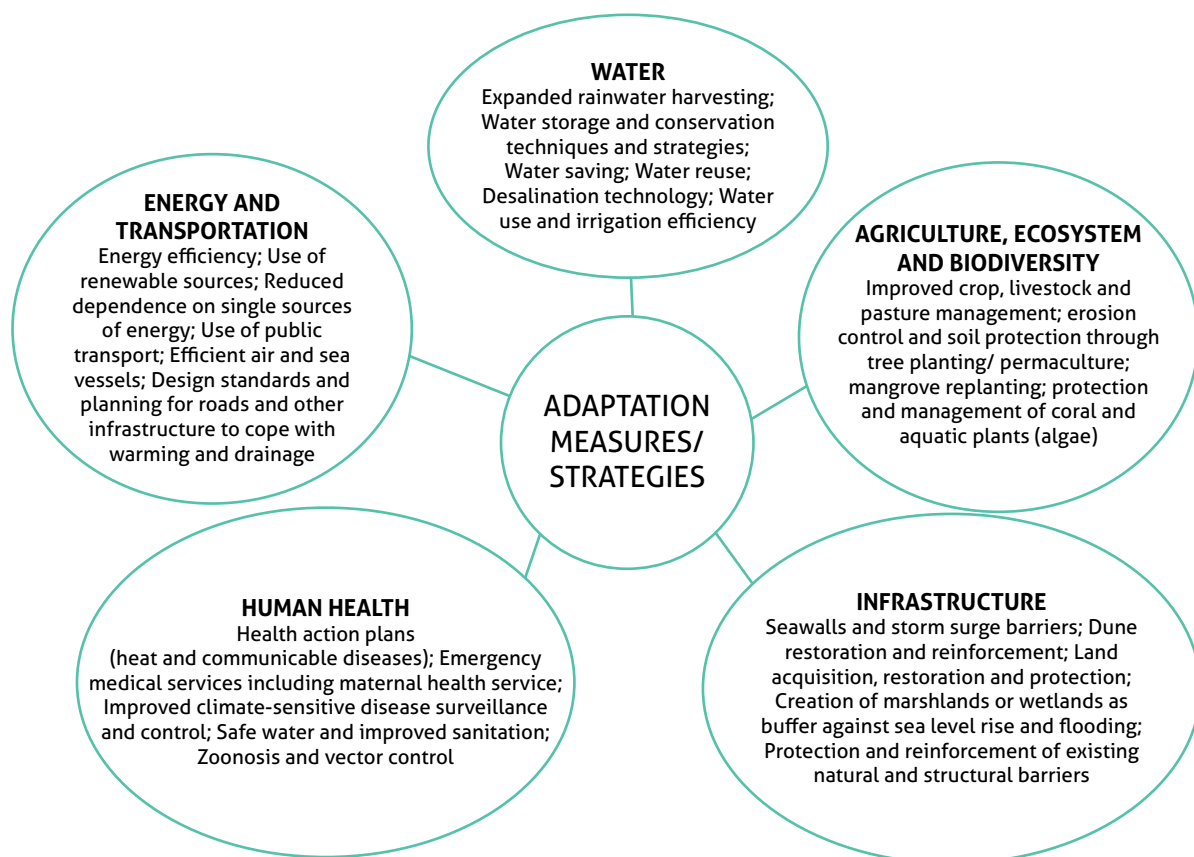 WATER
Expanded rainwater harvesting;
Water storage and conservation
techniques and strategies;
Water saving; Water reuse;
Desalination technology; Water
use and irrigation efficiency
ENERGY AND
TRANSPORTATION
Energy efficiency; Use of
renewable sources; Reduced
dependence on single sources
of energy; Use of public
transport; Efficient air and sea
vessels; Design standards and
planning for roads and other
infrastructure to cope with
warming and drainage
AGRICULTURE, ECOSYSTEM
AND BIODIVERSITY
Improved crop, livestock and
pasture management; erosion
control and soil protection through
tree planting/ permaculture;
mangrove replanting; protection
and management of coral and
aquatic plants (algae)
ADAPTATION
MEASURES/
STRATEGIES
HUMAN HEALTH
Health action plans
(heat and communicable diseases); Emergency
medical services including maternal health service;
Improved climate-sensitive disease surveillance
and control; Safe water and improved sanitation;
Zoonosis and vector control
INFRASTRUCTURE
Seawalls and storm surge barriers; Dune
restoration and reinforcement; Land
acquisition, restoration and protection;
Creation of marshlands or wetlands as
buffer against sea level rise and flooding;
Protection and reinforcement of existing
natural and structural barriers